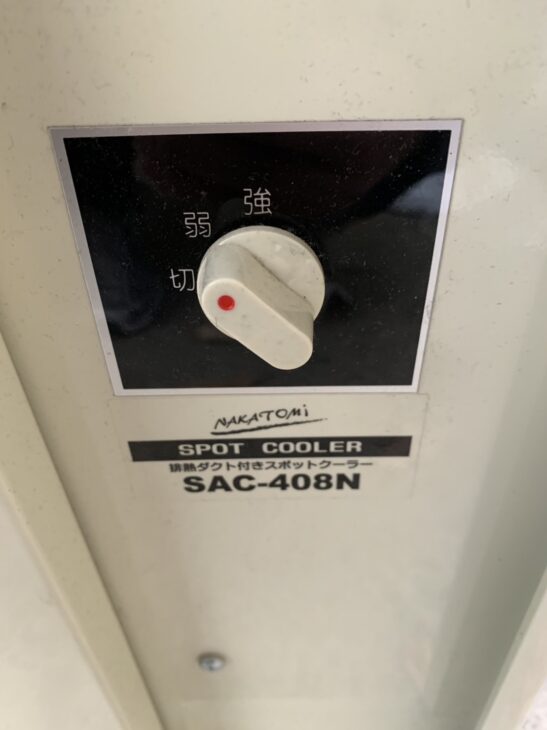 強
弱
切
NAKATOMI
SPOT COOLER
排熱ダクト付きスポットクーラー
SAC-408N